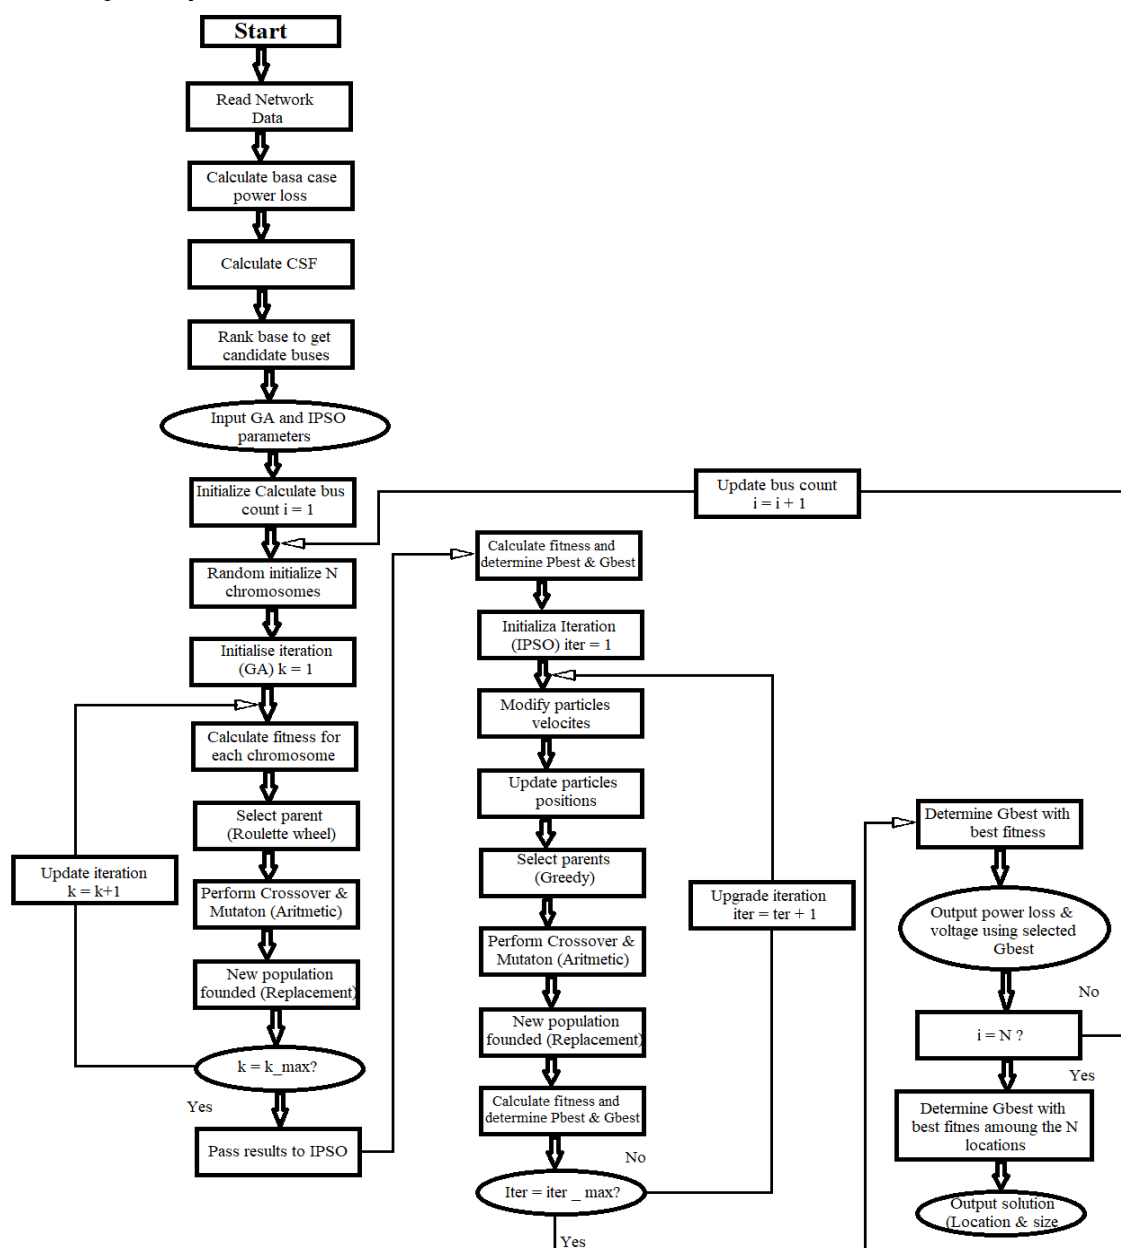 Start
Read Network
Data
Calculate basa case
power loss
Calculate CSF
Rank base to get
candidate buses
Input GA and IPSO
parameters
Initialize Calculate bus
count i = 1
Random initialize N
chromosomes
Initialise iteration
(GA) k = 1
Calculate fitness for
each chromosome
Select parent
(Roulette wheel)
Update iteration
k = k+1
Perform Crossover &
Mutaton (Aritmetic)
New population
founded (Replacement)
k = k_max?
Yes
Pass results to IPSO
Calculate fitness and
determine Pbest & Gbest
Initializa Iteration
(IPSO) iter = 1
Modify particles
velocites
Update particles
positions
Select parents
(Greedy)
Upgrade iteration
iter = ter + 1
Perform Crossover &
Mutaton (Aritmetic)
New population
founded (Replacement)
Calculate fitness and
determine Pbest & Gbest
No
Iter = iter _ max?
Yes
Update bus count
i = i + 1
Determine Gbest with
best fitness
Output power loss &
voltage using selected
Gbest
No
i = N ?
Yes
Determine Gbest with
best fitnes amoung the N
locations
Output solution
(Location & size